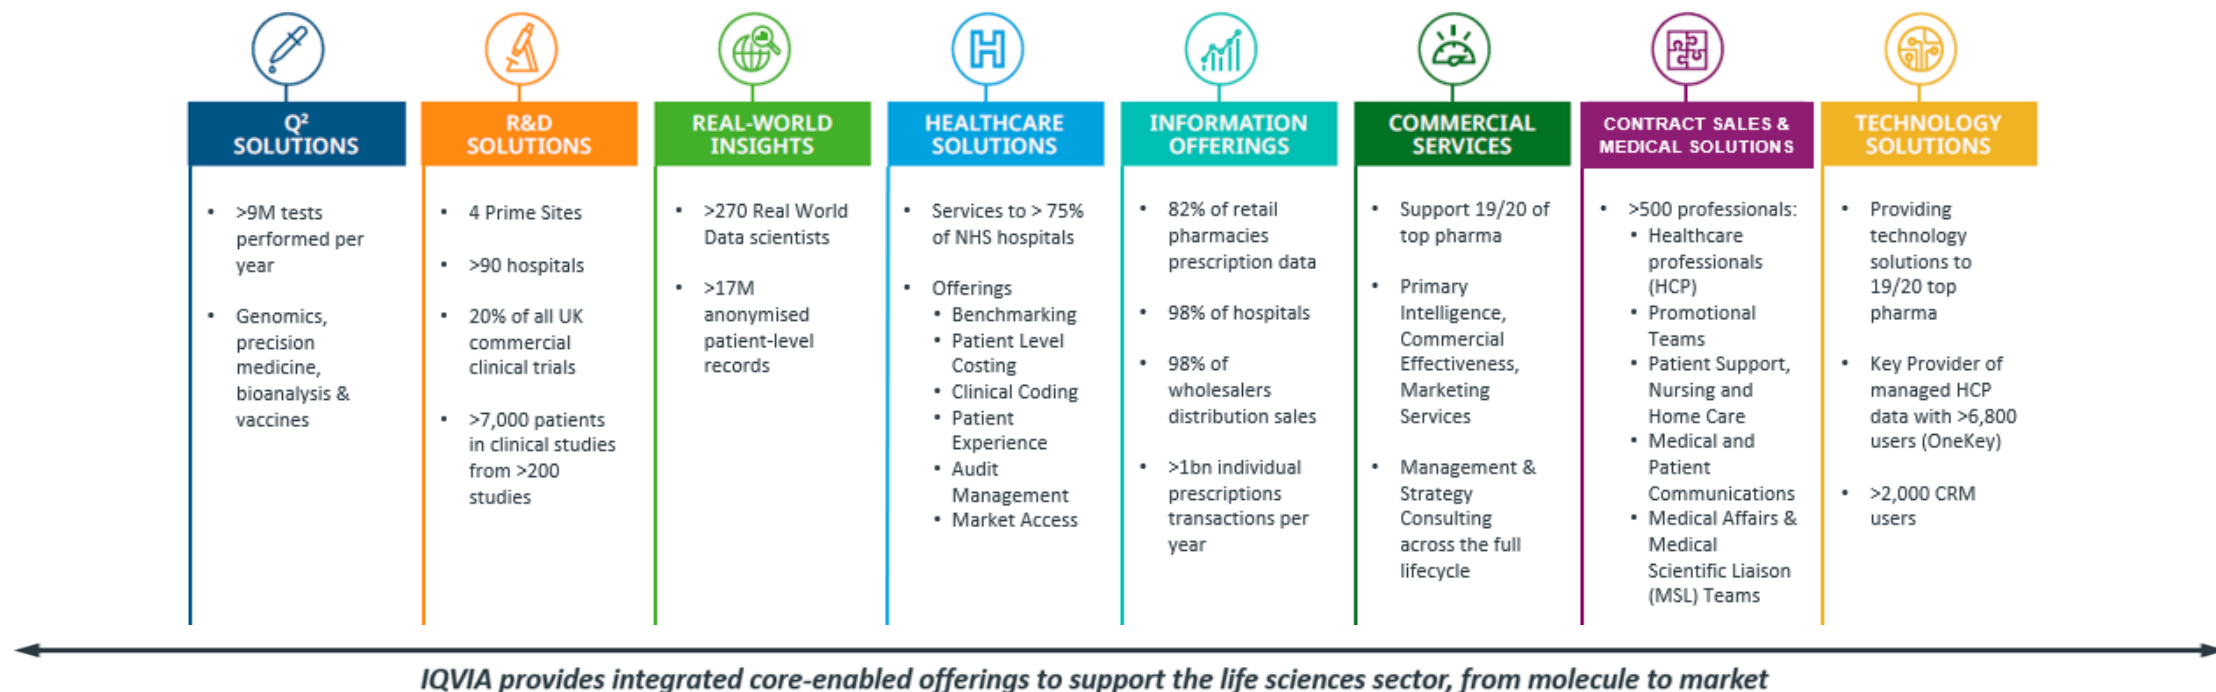 Q² SOLUTIONS
• >9M tests
performed per
year
• Genomics,
precision
medicine,
bioanalysis &
vaccines
R&D
SOLUTIONS
• 4 Prime Sites
• >90 hospitals
• 20% of all UK
commercial
clinical trials
• >7,000 patients
in clinical studies
from >200
studies
REAL-WORLD
INSIGHTS
• >270 Real World
Data scientists
• >17M
anonymised
patient-level
records
HEALTHCARE
SOLUTIONS
• Services to > 75%
of NHS hospitals
• Offerings
• Benchmarking
• Patient Level
Costing
• Clinical Coding
• Patient
Experience
• Audit
Management
• Market Access
INFORMATION
OFFERINGS
• 82% of retail
pharmacies
prescription data
• 98% of hospitals
• 98% of
wholesalers
distribution sales
• >1bn individual
prescriptions
transactions per
year
COMMERCIAL
SERVICES
• Support 19/20 of
top pharma
• Primary
Intelligence,
Commercial
Effectiveness,
Marketing
Services
• Management &
Strategy
Consulting
across the full
lifecycle
CONTRACT SALES &
MEDICAL SOLUTIONS
• >500 professionals:
• Healthcare
professionals
(HCP)
• Promotional
Teams
• Patient Support,
Nursing and
Home Care
• Medical and
Patient
Communications
• Medical Affairs &
Medical
Scientific Liaison
(MSL) Teams
TECHNOLOGY
SOLUTIONS
• Providing
technology
solutions to
19/20 top
pharma
• Key Provider of
managed HCP
data with >6,800
users (OneKey)
• >2,000 CRM
users
IQVIA provides integrated core-enabled offerings to support the life sciences sector, from molecule to market